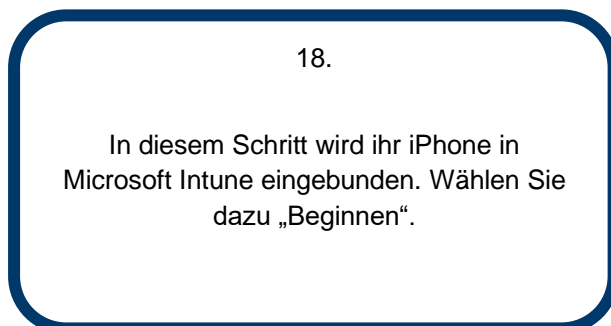 18.
In diesem Schritt wird ihr iPhone in
Microsoft Intune eingebunden. Wählen Sie
dazu „Beginnen“.